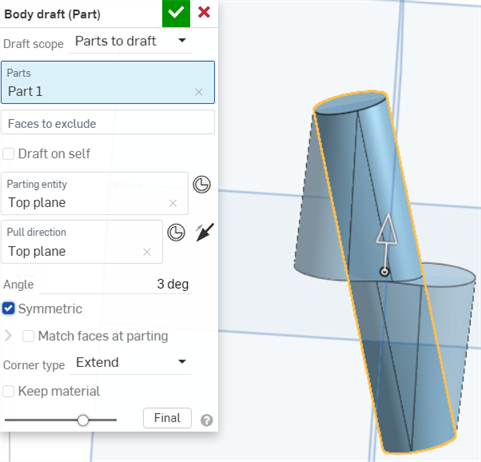 Body draft (Part)
Draft scope Parts to draft
Parts
Part 1
Faces to exclude
Draft on self
Parting entity
Top plane
Pull direction
Top plane
Angle 3 deg
Symmetric
Match faces at parting
Corner type Extend
Keep material
Final